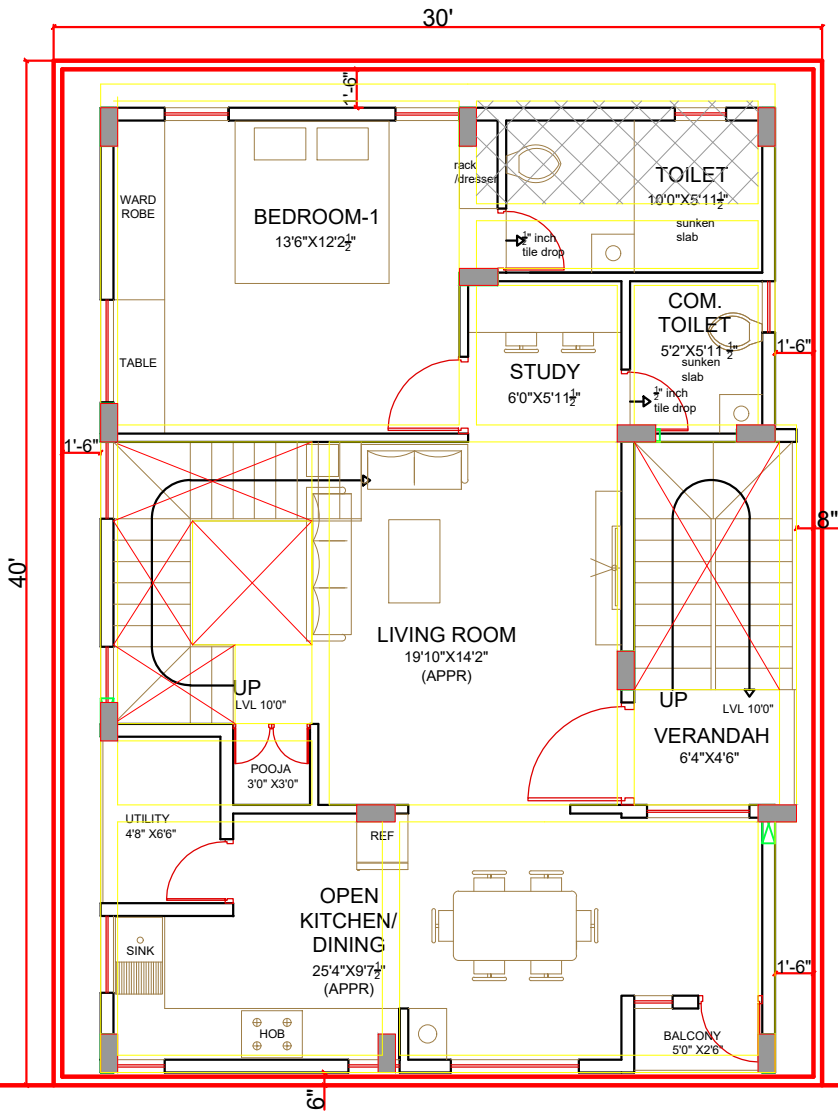 30'
1'-6"
WARD
ROBE
BEDROOM-1
13'6"X12'2½"
rack
/dresser
TOILET
10'0"X5'11½"
sunken
slab
½" inch
tile drop
COM.
TOILET
5'2"X5'11½"
sunken
slab
1'-6"
TABLE
STUDY
6'0"X5'11½"
½" inch
tile drop
1'-6"
8"
40'
LIVING ROOM
19'10"X14'2"
(APPR)
UP
LVL 10'0"
UP
LVL 10'0"
VERANDAH
6'4"X4'6"
POOJA
3'0" X3'0"
UTILITY
4'8" X6'6"
REF
OPEN
KITCHEN/
DINING
25'4"X9'7½"
(APPR)
SINK
1'-6"
HOB
BALCONY
5'0" X2'6"
6"